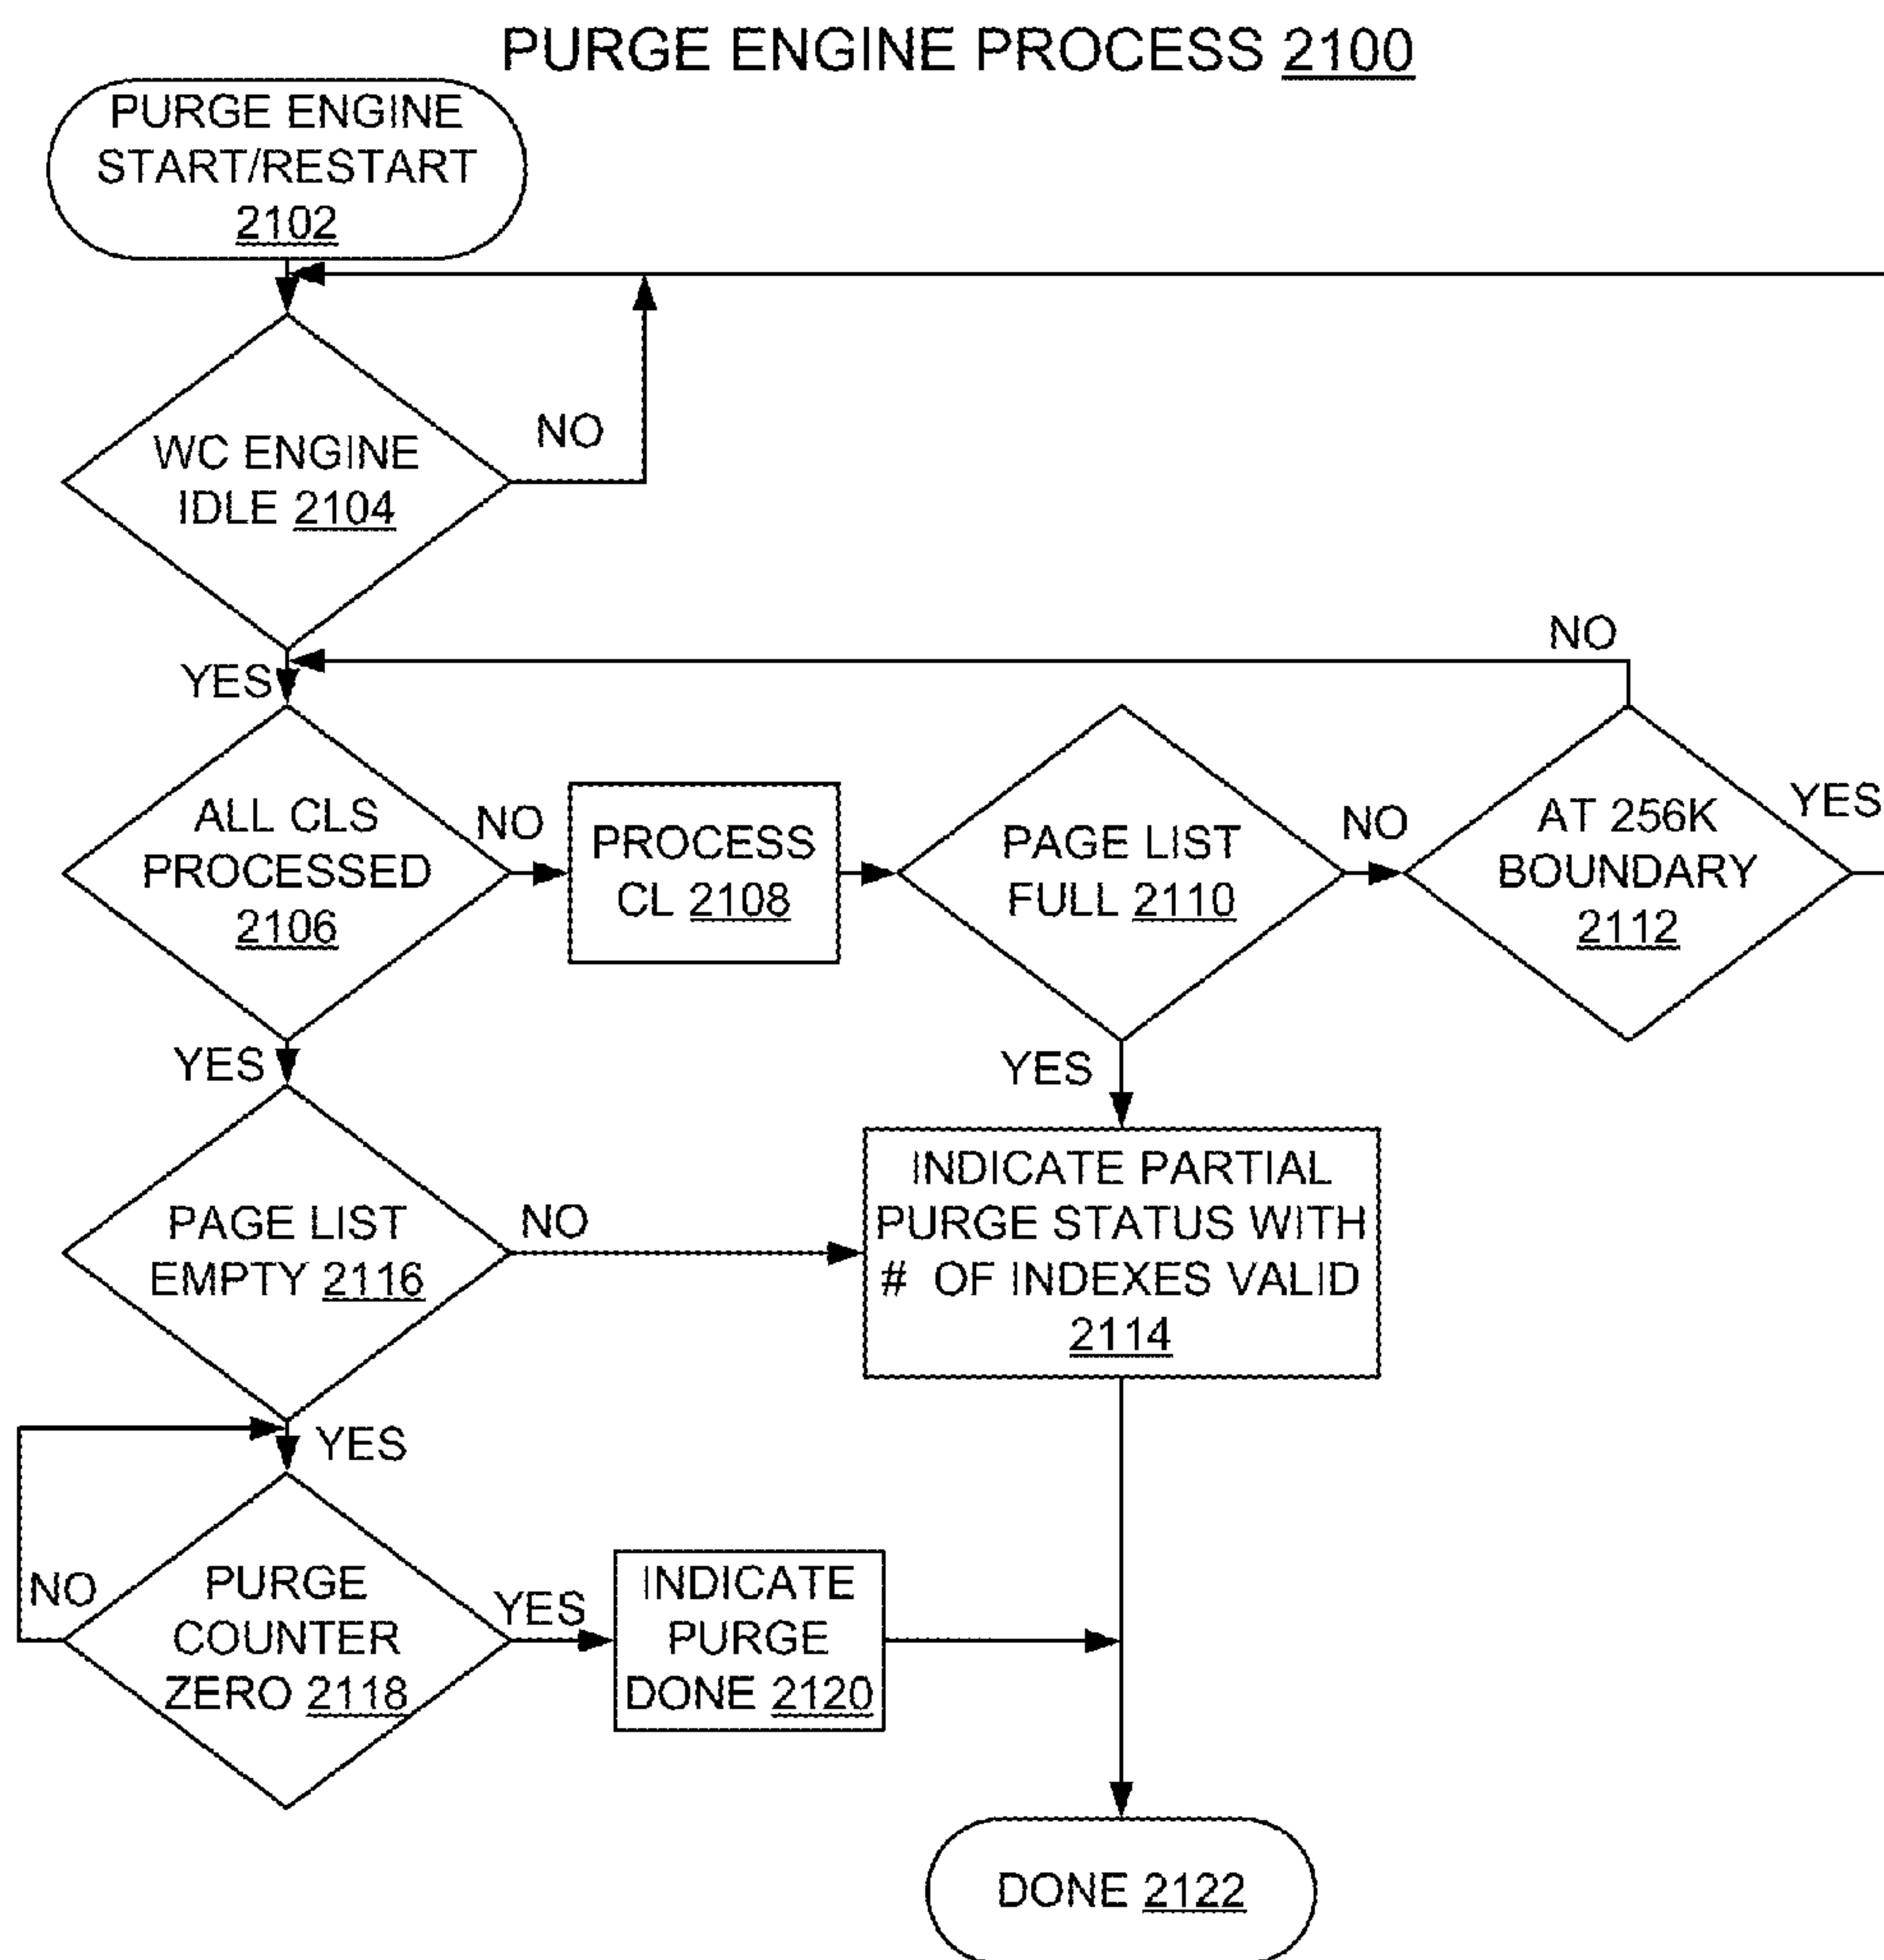 PURGE ENGINE PROCESS 2100
PURGE ENGINE
START/RESTART
2102
NO
WC ENGINE
IDLE 2104
NO
YES
ALL CLS
PROCESSED
2106
NO
PROCESS
CL 2108
PAGE LIST
FULL 2110
NO
AT 256K
BOUNDARY
2112
YES
YES
YES
INDICATE PARTIAL
PURGE STATUS WITH
# OF INDEXES VALID
2114
PAGE LIST
EMPTY 2116
NO
YES
NO
PURGE
COUNTER
ZERO 2118
YES
INDICATE
PURGE
DONE 2120
DONE 2122